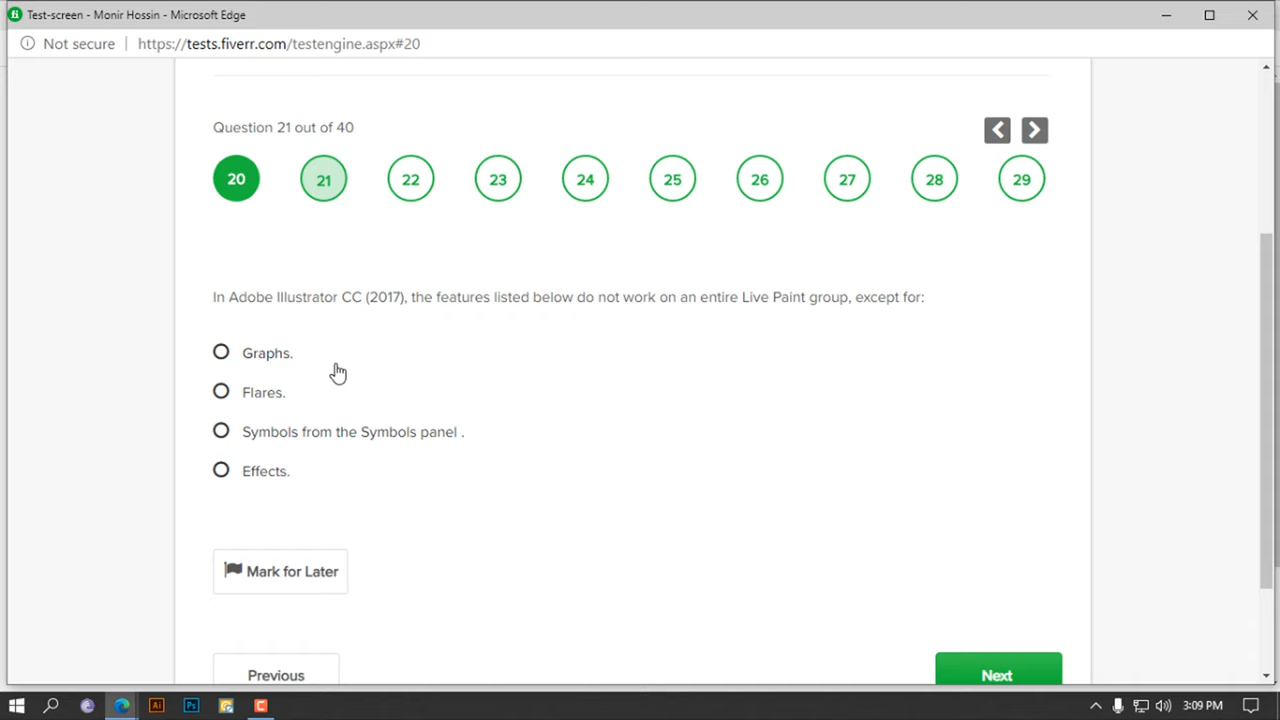 Test-screen - Monir Hossin - Microsoft Edge
Not secure https://tests.fiverr.com/testengine.aspx#20
Question 21 out of 40
20 21 22 23 24 25 26 27 28 29
In Adobe Illustrator CC (2017), the features listed below do not work on an entire Live Paint group, except for:
Graphs.
Flares.
Symbols from the Symbols panel .
Effects.
Mark for Later
Previous Next
3:09 PM